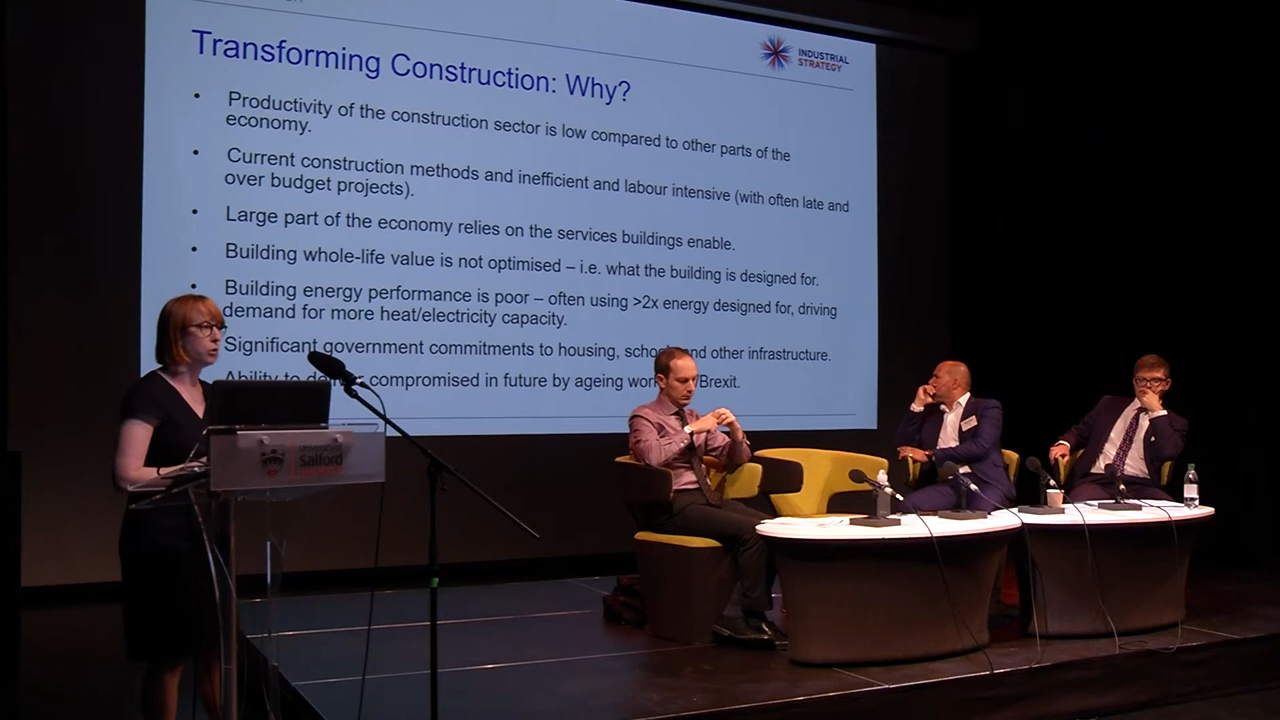 INDUSTRIAL
STRATEGY
Transforming Construction: Why?
• Productivity of the construction sector is low compared to other parts of the
economy.
• Current construction methods and inefficient and labour intensive (with often late and
over budget projects).
• Large part of the economy relies on the services buildings enable.
• Building whole-life value is not optimised – i.e. what the building is designed for.
• Building energy performance is poor – often using >2x energy designed for, driving
demand for more heat/electricity capacity.
Significant government commitments to housing, and other infrastructure.
Ability to deliver compromised in future by ageing /Brexit.
Salford